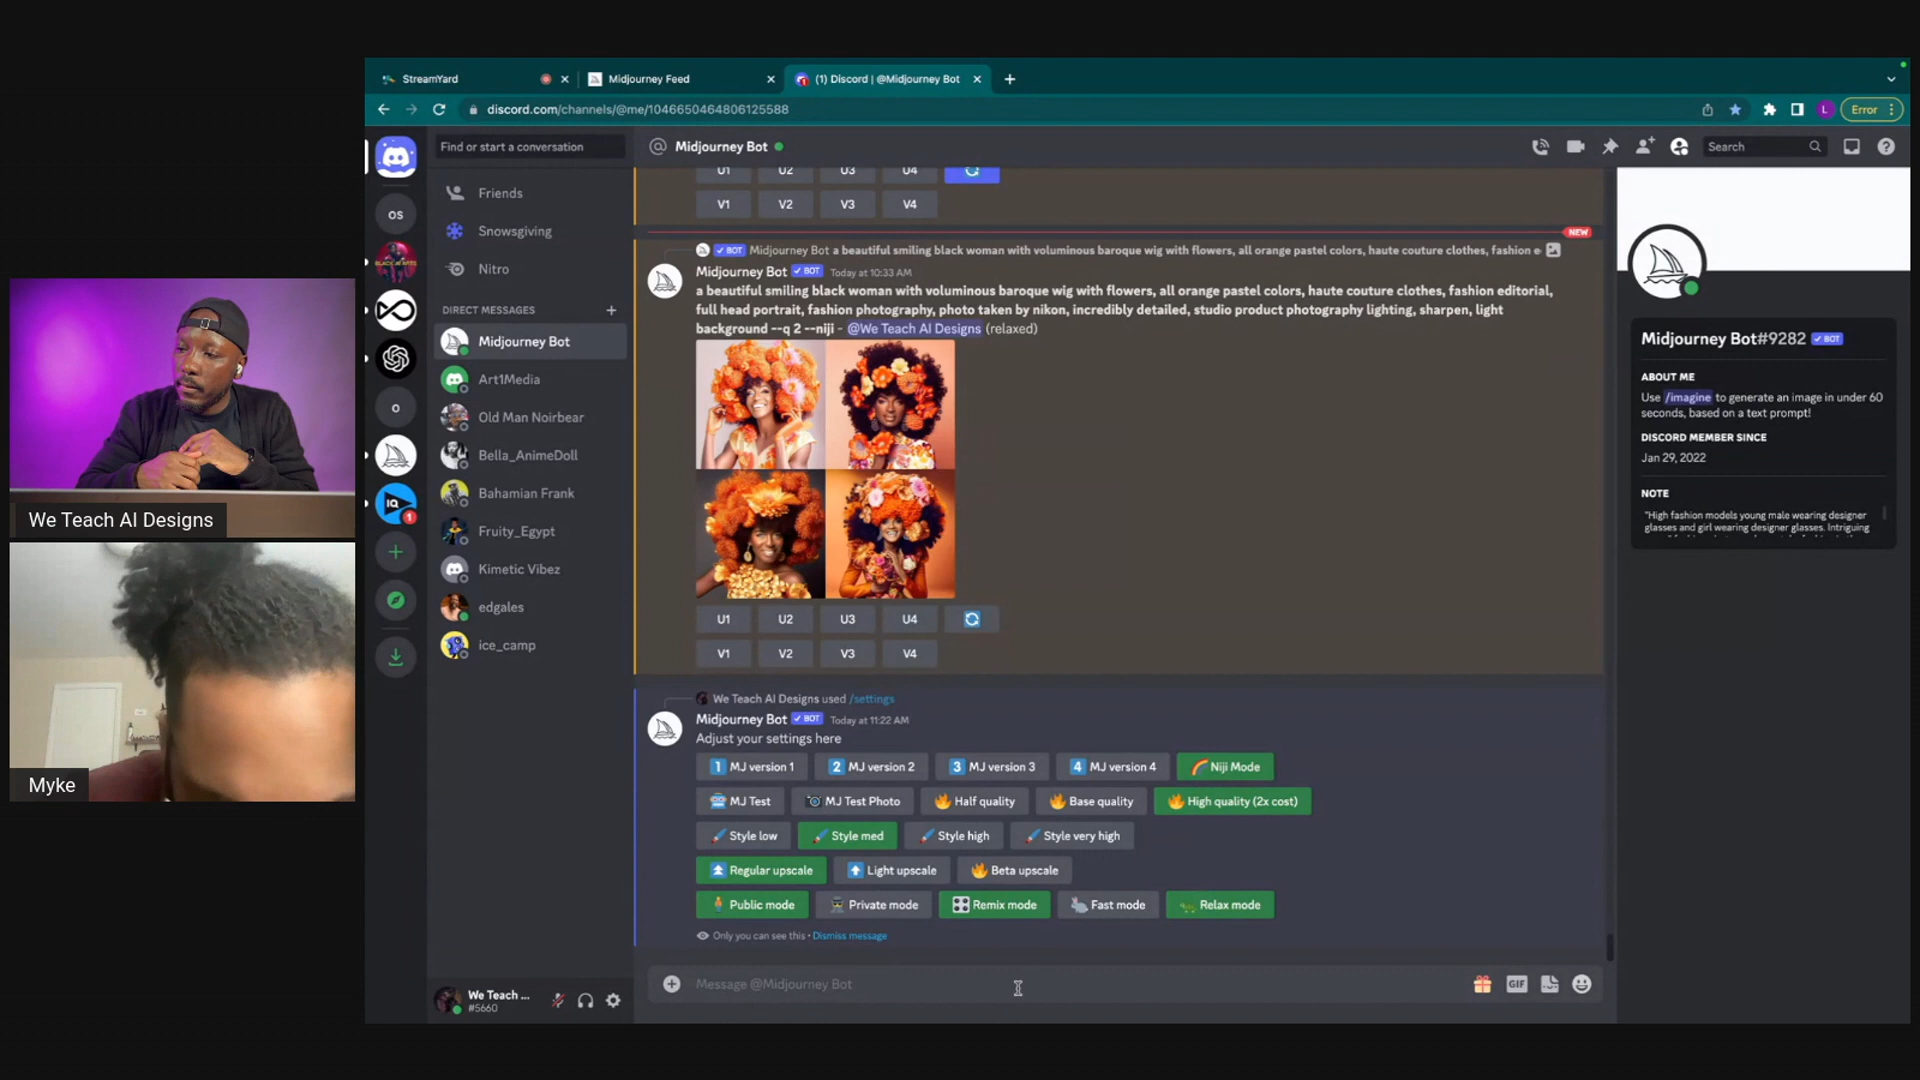 StreamYard
Midjourney Feed
(1) Discord | @Midjourney Bot
discord.com/channels/@me/1046650464806125588
L
Error
Find or start a conversation
Midjourney Bot
Search
Friends
Snowsgiving
Nitro
DIRECT MESSAGES
Midjourney Bot
Art1Media
Old Man Noirbear
Bella_AnimeDoll
Bahamian Frank
Fruity_Egypt
Kimetic Vibez
edgales
ice_camp
OS
O
IQ
1
We Teach ...
#5660
U1 U2 U3 U4
V1 V2 V3 V4
NEW
BOT Midjourney Bot a beautiful smiling black woman with voluminous baroque wig with flowers, all orange pastel colors, haute couture clothes, fashion e
Midjourney Bot BOT Today at 10:33 AM
a beautiful smiling black woman with voluminous baroque wig with flowers, all orange pastel colors, haute couture clothes, fashion editorial,
full head portrait, fashion photography, photo taken by nikon, incredibly detailed, studio product photography lighting, sharpen, light
background --q 2 --niji - @We Teach AI Designs (relaxed)
U1 U2 U3 U4
V1 V2 V3 V4
We Teach AI Designs used /settings
Midjourney Bot BOT Today at 11:22 AM
Adjust your settings here
1 MJ version 1 2 MJ version 2 3 MJ version 3 4 MJ version 4 Niji Mode
MJ Test MJ Test Photo Half quality Base quality High quality (2x cost)
Style low Style med Style high Style very high
Regular upscale Light upscale Beta upscale
Public mode Private mode Remix mode Fast mode Relax mode
Only you can see this • Dismiss message
Message @Midjourney Bot
GIF
Midjourney Bot#9282 BOT
ABOUT ME
Use /imagine to generate an image in under 60
seconds, based on a text prompt!
DISCORD MEMBER SINCE
Jan 29, 2022
NOTE
"High fashion models young male wearing designer
glasses and girl wearing designer glasses. Intriguing
We Teach AI Designs
Myke